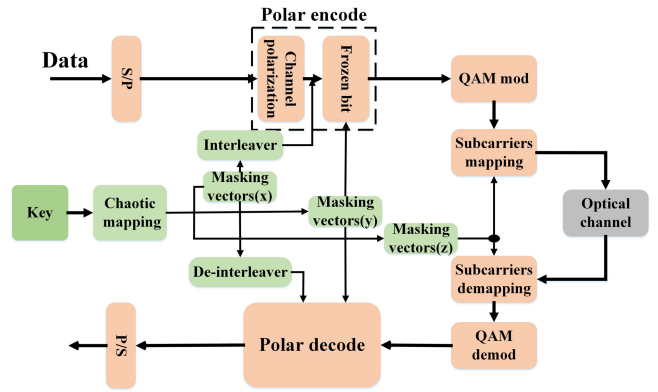 Polar encode
Data
S/P
Channel
polarization
Frozen bit
QAM mod
Interleaver
Subcarriers
mapping
Key
Chaotic
mapping
Masking
vectors(x)
Masking
vectors(y)
Masking
vectors(z)
Optical
channel
De-interleaver
Subcarriers
demapping
P/S
Polar decode
QAM
demod